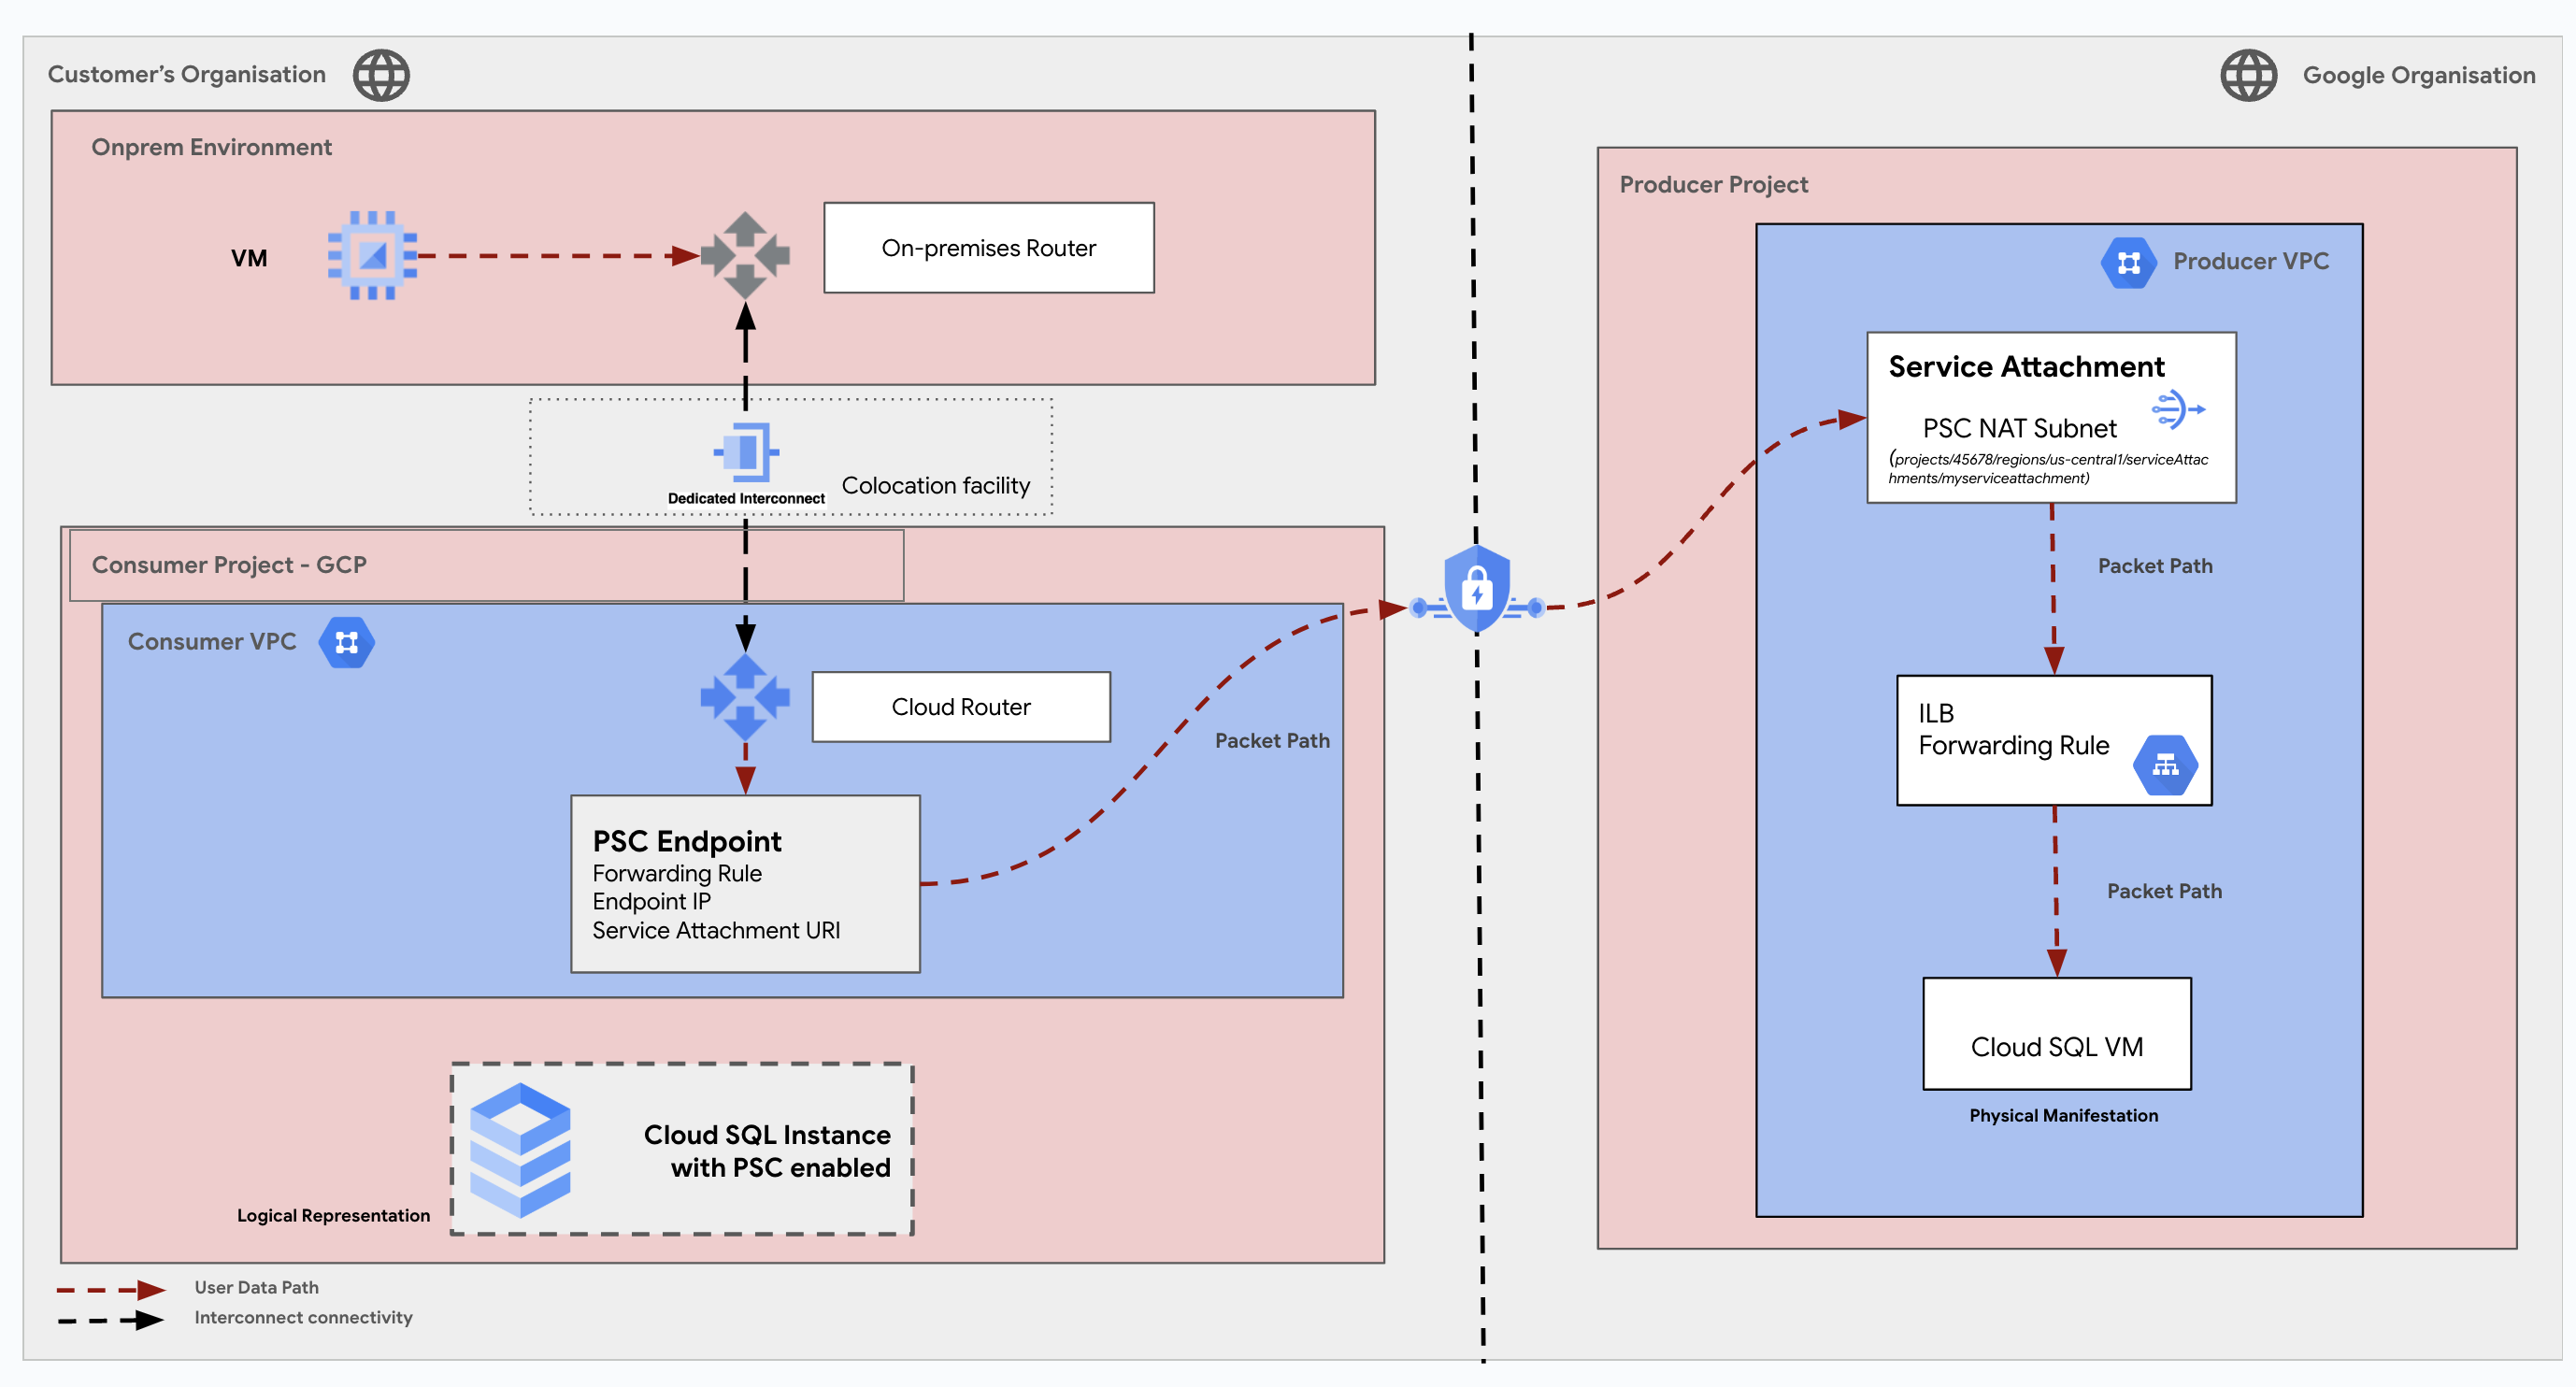 Customer's Organisation
Google Organisation
Onprem Environment
VM
On-premises Router
Dedicated Interconnect
Colocation facility
Consumer Project - GCP
Consumer VPC
Cloud Router
Packet Path
PSC Endpoint
Forwarding Rule
Endpoint IP
Service Attachment URI
Cloud SQL Instance
with PSC enabled
Logical Representation
User Data Path
Interconnect connectivity
Producer Project
Producer VPC
Service Attachment
PSC NAT Subnet
(projects/45678/regions/us-central1/serviceAttac
hments/myserviceattachment)
Packet Path
ILB
Forwarding Rule
Packet Path
Cloud SQL VM
Physical Manifestation